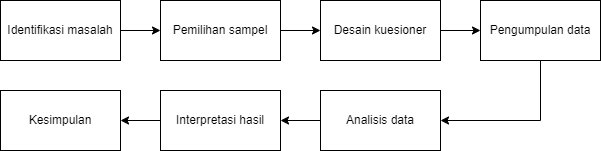 Identifikasi masalah
Pemilihan sampel
Desain kuesioner
Pengumpulan data
Analisis data
Interpretasi hasil
Kesimpulan